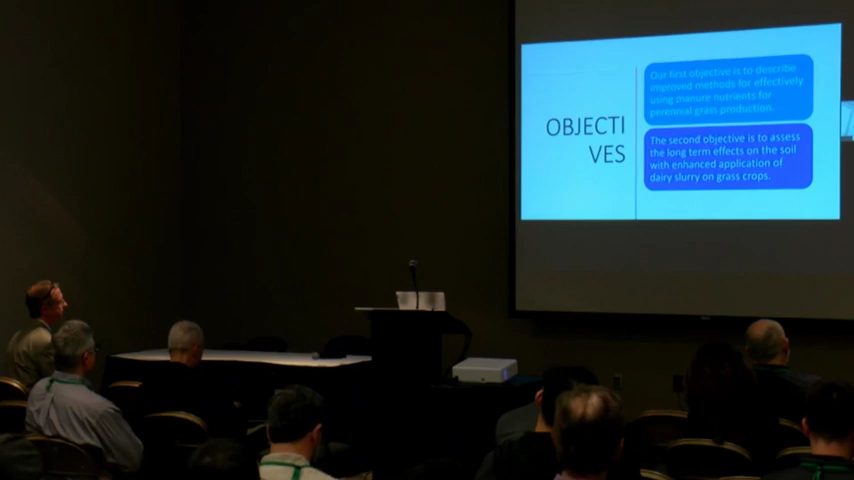 OBJECTI
VES
Our first objective is to describe
improved methods for effectively
using manure nutrients for
perennial grass production.
The second objective is to assess
the long term effects on the soil
with enhanced application of
dairy slurry on grass crops.